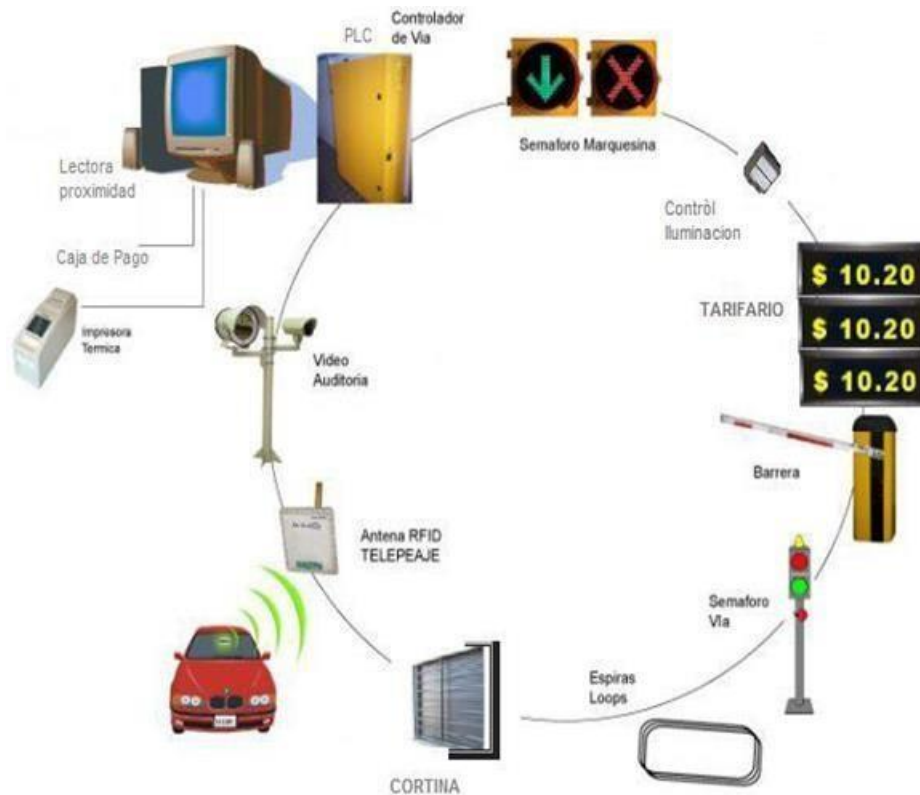 PLC
Controlador
de Via
Semaforo Marquesina
Lectora
proximidad
Contròl
Iluminacion
Caja de Pago
$ 10.20
TARIFARIO
$ 10.20
$ 10.20
Impresora
Termica
Video
Auditoria
Barrera
Antena RFID
TELEPEAJE
Semaforo
VIa
Espiras
Loops
CORTINA